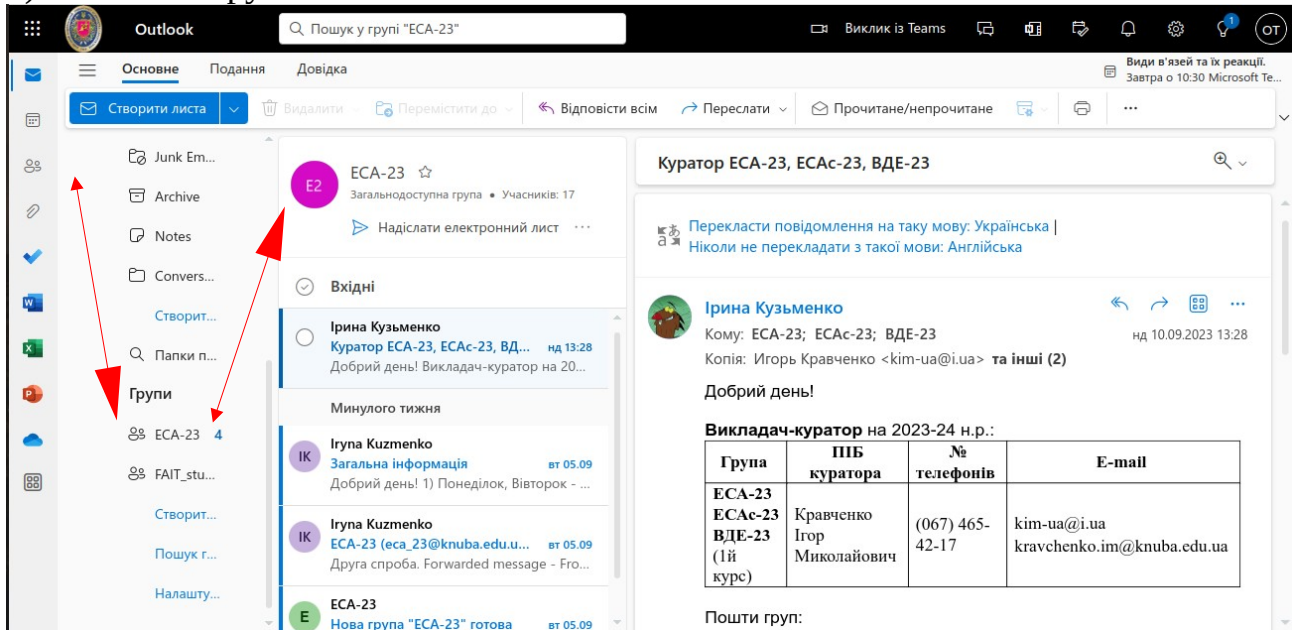 Outlook
Пошук у групі "ЕСА-23"
Виклик із Teams
1
ОТ
Основне Подання Довідка
Види в'язей та їх реакції.
Завтра о 10:30 Microsoft Te...
Створити листа
Видалити
Перемістити до
Відповісти всім
Переслати
Прочитане/непрочитане
...
Junk Em...
Archive
Notes
Convers...
Створит...
Папки п...
Групи
ЕСА-23 4
FAIT_stu...
Створит...
Пошук г...
Налашту...
E2
ЕСА-23
Загальнодоступна група • Учасників: 17
Надіслати електронний лист ...
Вхідні
Ірина Кузьменко
Куратор ЕСА-23, ЕСАс-23, ВД... нд 13:28
Добрий день! Викладач-куратор на 20...
Минулого тижня
IK
Iryna Kuzmenko
Загальна інформація вт 05.09
Добрий день! 1) Понеділок, Вівторок - ...
IK
Iryna Kuzmenko
ЕСА-23 (eca_23@knuba.edu.u... вт 05.09
Друга спроба. Forwarded message - Fro...
E
ЕСА-23
Нова група "ЕСА-23" готова вт 05.09
Куратор ЕСА-23, ЕСАс-23, ВДЕ-23
Перекласти повідомлення на таку мову: Українська |
Ніколи не перекладати з такої мови: Англійська
Ірина Кузьменко
Кому: ЕСА-23; ЕСАс-23; ВДЕ-23
нд 10.09.2023 13:28
Копія: Игорь Кравченко <kim-ua@i.ua> та інші (2)
Добрий день!
Викладач-куратор на 2023-24 н.р.:
Група
ПІБ
куратора
№
телефонів
E-mail
ЕСА-23
ЕСАс-23
ВДЕ-23
(1й
курс)
Кравченко
Ігор
Миколайович
(067) 465-
42-17
kim-ua@i.ua
kravchenko.im@knuba.edu.ua
Пошти груп: